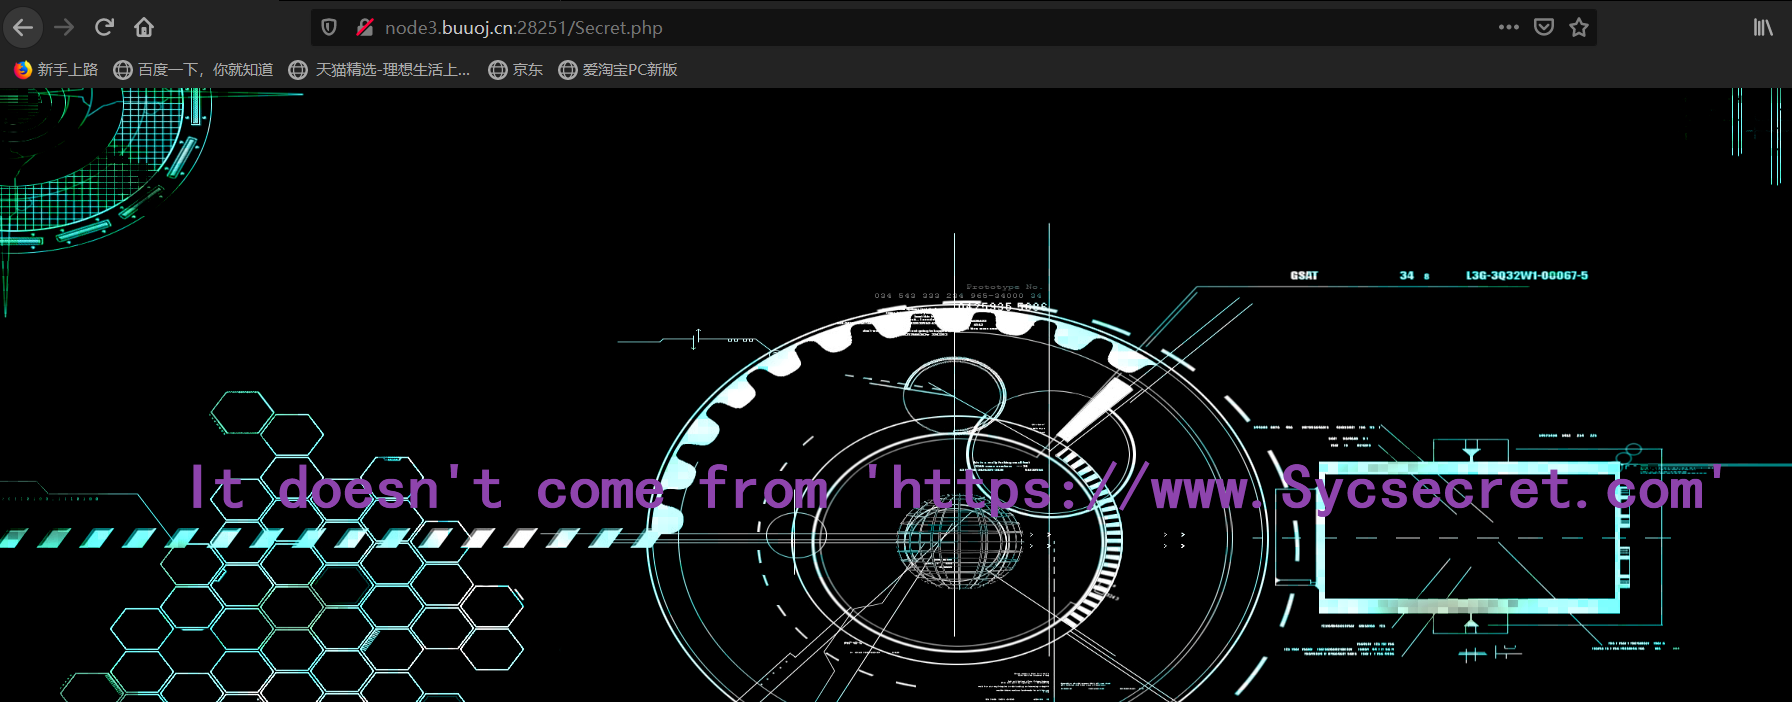 node3.buuoj.cn:28251/Secret.php
新手上路 百度一下，你就知道 天猫精选-理想生活上... 京东 爱淘宝PC新版
GSAT 34 s L3G-3Q32W1-00067-5
Prototype No.
It doesn't come from 'https://www.Sycsecret.com'